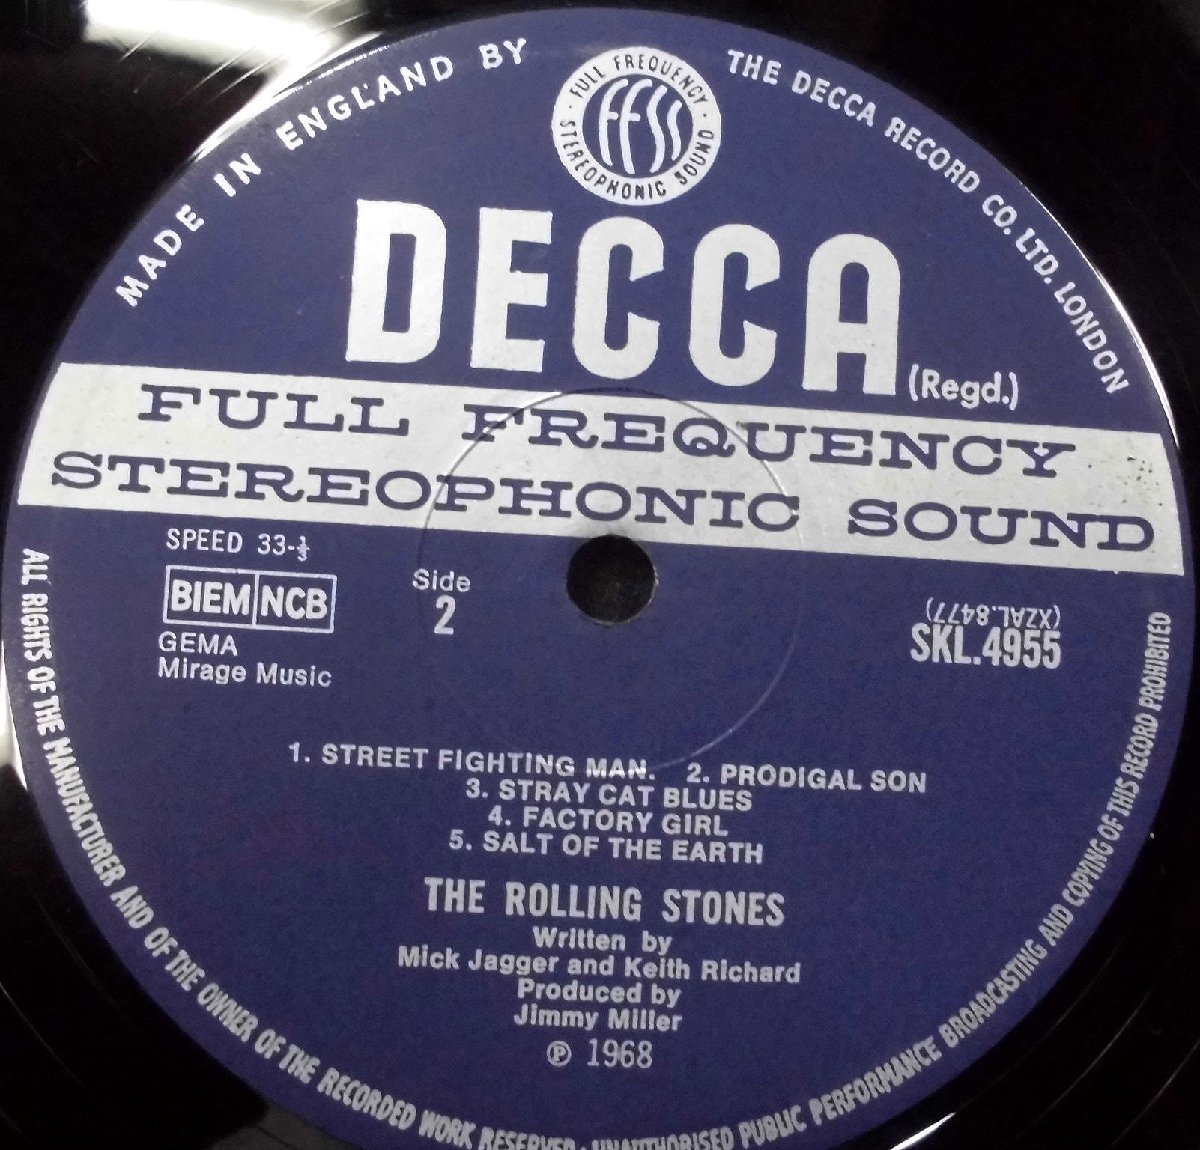 MADE IN ENGLAND BY
THE DECCA RECORD CO. LTD. LONDON
FULL FREQUENCY
FFSS
STEREOPHONIC SOUND
DECCA
(Regd.)
FULL FREQUENCY
STEREOPHONIC SOUND
SPEED 33-⅓
BIEM NCB
GEMA
Mirage Music
Side
2
(XZAL.8477)
SKL.4955
1. STREET FIGHTING MAN. 2. PRODIGAL SON
3. STRAY CAT BLUES
4. FACTORY GIRL
5. SALT OF THE EARTH
THE ROLLING STONES
Written by
Mick Jagger and Keith Richard
Produced by
Jimmy Miller
℗ 1968
ALL RIGHTS OF THE MANUFACTURER AND OF THE OWNER OF THE RECORDED WORK RESERVED · UNAUTHORISED PUBLIC PERFORMANCE BROADCASTING AND COPYING OF THIS RECORD PROHIBITED